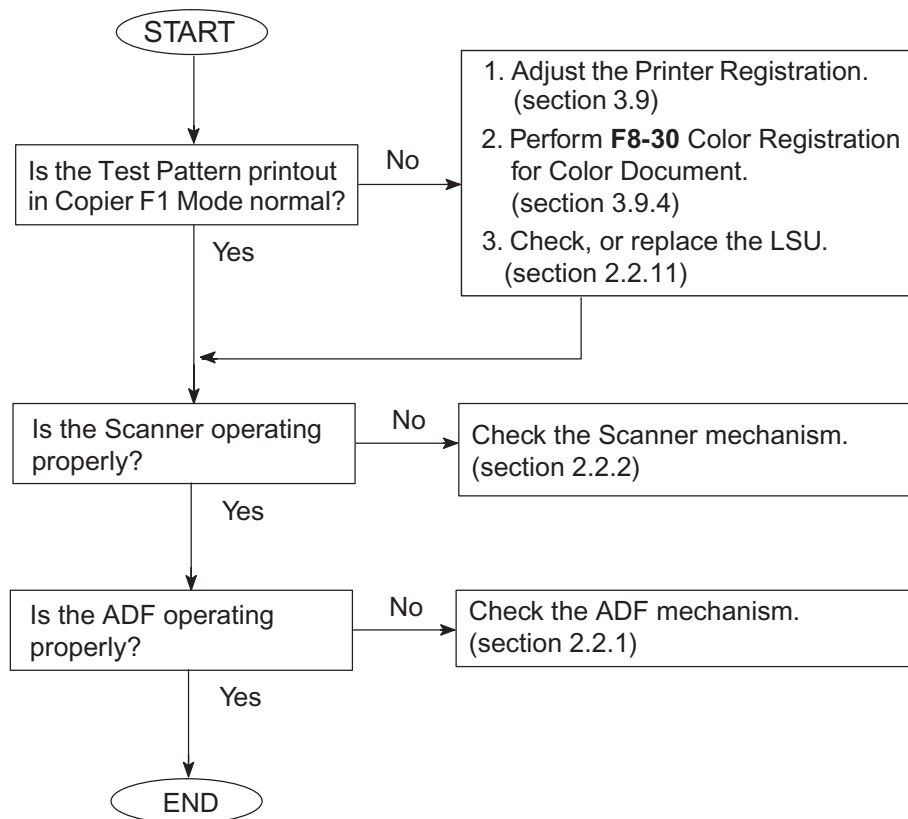 START
Is the Test Pattern printout
in Copier F1 Mode normal?
No
1. Adjust the Printer Registration.
(section 3.9)
2. Perform F8-30 Color Registration
for Color Document.
(section 3.9.4)
3. Check, or replace the LSU.
(section 2.2.11)
Yes
Is the Scanner operating
properly?
No
Check the Scanner mechanism.
(section 2.2.2)
Yes
Is the ADF operating
properly?
No
Check the ADF mechanism.
(section 2.2.1)
Yes
END